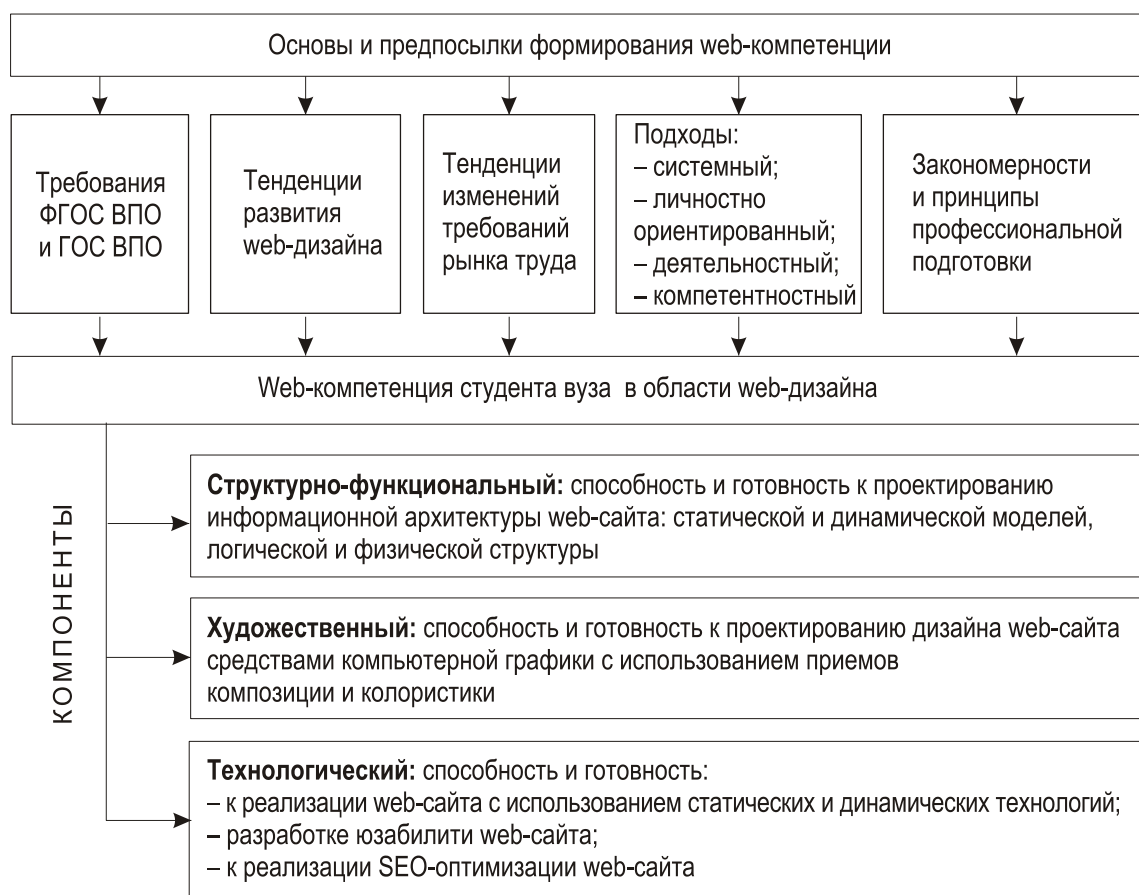 Основы и предпосылки формирования web-компетенции
Требования
ФГОС ВПО
и ГОС ВПО
Тенденции
развития
web-дизайна
Тенденции
изменений
требований
рынка труда
Подходы:
– системный;
– личностно
ориентированный;
– деятельностный;
– компетентностный
Закономерности
и принципы
профессиональной
подготовки
Web-компетенция студента вуза в области web-дизайна
КОМПОНЕНТЫ
Структурно-функциональный: способность и готовность к проектированию
информационной архитектуры web-сайта: статической и динамической моделей,
логической и физической структуры
Художественный: способность и готовность к проектированию дизайна web-сайта
средствами компьютерной графики с использованием приемов
композиции и колористики
Технологический: способность и готовность:
– к реализации web-сайта с использованием статических и динамических технологий;
– разработке юзабилити web-сайта;
– к реализации SEO-оптимизации web-сайта